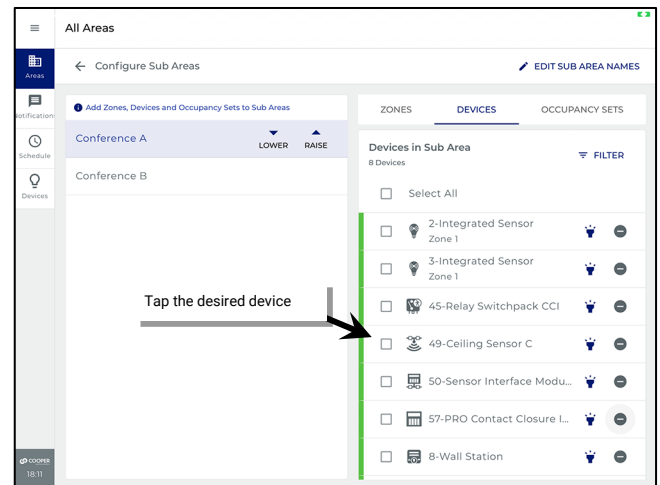 All Areas
Areas
Configure Sub Areas
EDIT SUB AREA NAMES
Notifications
Add Zones, Devices and Occupancy Sets to Sub Areas
ZONES
DEVICES
OCCUPANCY SETS
Schedule
Conference A
LOWER
RAISE
Devices in Sub Area
8 Devices
FILTER
Devices
Conference B
Select All
2-Integrated Sensor
Zone 1
3-Integrated Sensor
Zone 1
Tap the desired device
45-Relay Switchpack CCI
49-Ceiling Sensor C
50-Sensor Interface Modu...
57-PRO Contact Closure I...
8-Wall Station
COOPER
18:11